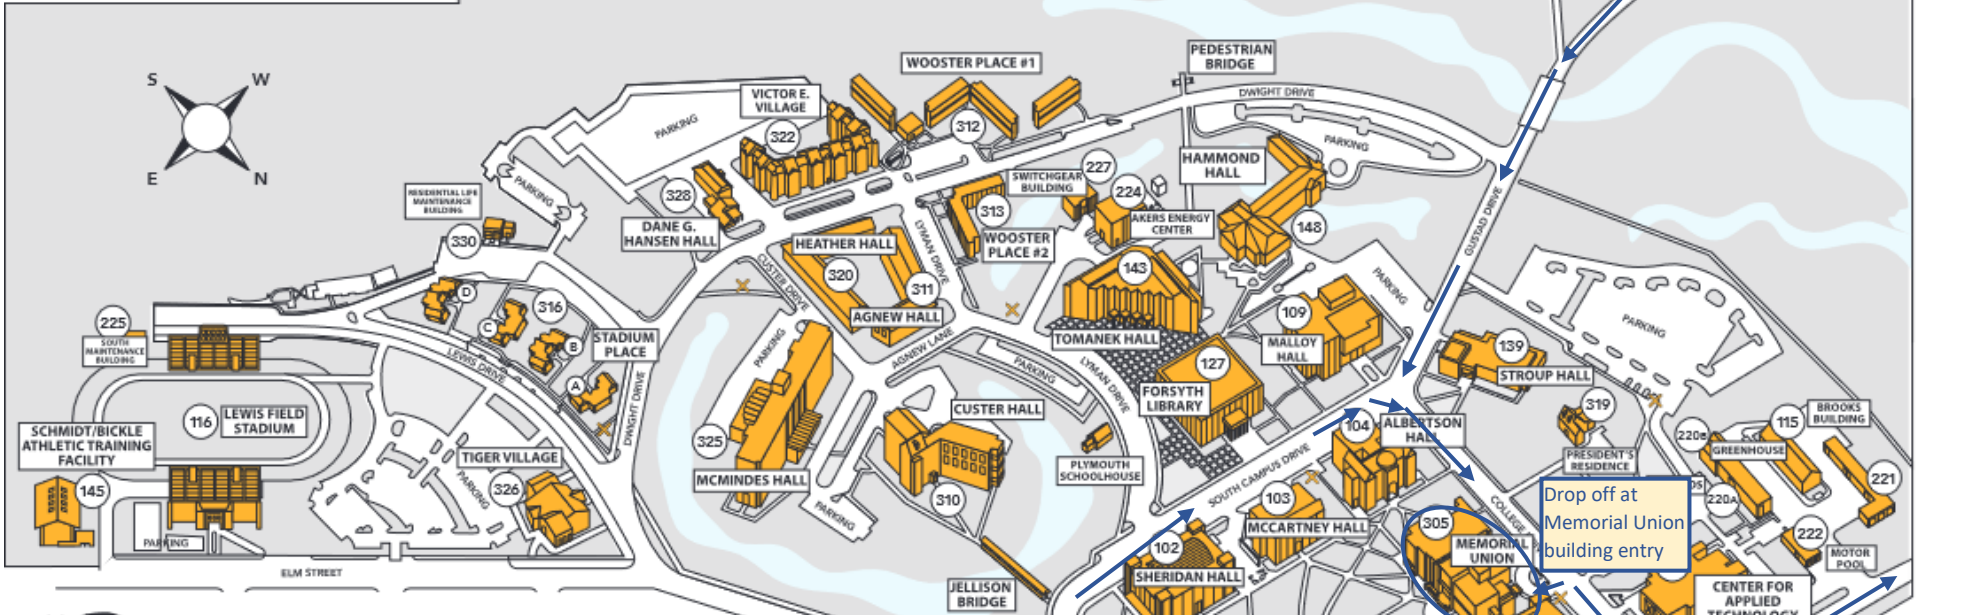 S
W
E
N
PEDESTRIAN
BRIDGE
WOOSTER PLACE #1
VICTOR E.
VILLAGE
322
312
DWIGHT DRIVE
PARKING
PARKING
PARKING
HAMMOND
HALL
148
227
SWITCHGEAR
BUILDING
224
AKERS ENERGY
CENTER
RESIDENTIAL LIFE
MAINTENANCE
BUILDING
330
328
DANE G.
HANSEN HALL
313
WOOSTER
PLACE #2
HEATHER HALL
320
311
AGNEW HALL
LYMAN DRIVE
CUSTER DRIVE
GUSTAD DRIVE
143
TOMANEK HALL
109
MALLOY
HALL
PARKING
PARKING
D
C
B
A
316
STADIUM
PLACE
225
SOUTH
MAINTENANCE
BUILDING
LEWIS DRIVE
DWIGHT DRIVE
PARKING
AGNEW LANE
PARKING
LYMAN DRIVE
127
FORSYTH
LIBRARY
139
STROUP HALL
319
PRESIDENT'S
RESIDENCE
116
LEWIS FIELD
STADIUM
SCHMIDT/BICKLE
ATHLETIC TRAINING
FACILITY
145
TIGER VILLAGE
326
PARKING
PARKING
325
MCMINDES HALL
CUSTER HALL
310
PARKING
PLYMOUTH
SCHOOLHOUSE
104
ALBERTSON
HALL
SOUTH CAMPUS DRIVE
103
MCCARTNEY HALL
102
SHERIDAN HALL
JELLISON
BRIDGE
ELM STREET
305
MEMORIAL
UNION
COLLEGE
Drop off at
Memorial Union
building entry
DS
220B
GREENHOUSE
220A
115
BROOKS
BUILDING
221
222
MOTOR
POOL
CENTER FOR
APPLIED
TECHNOLOGY